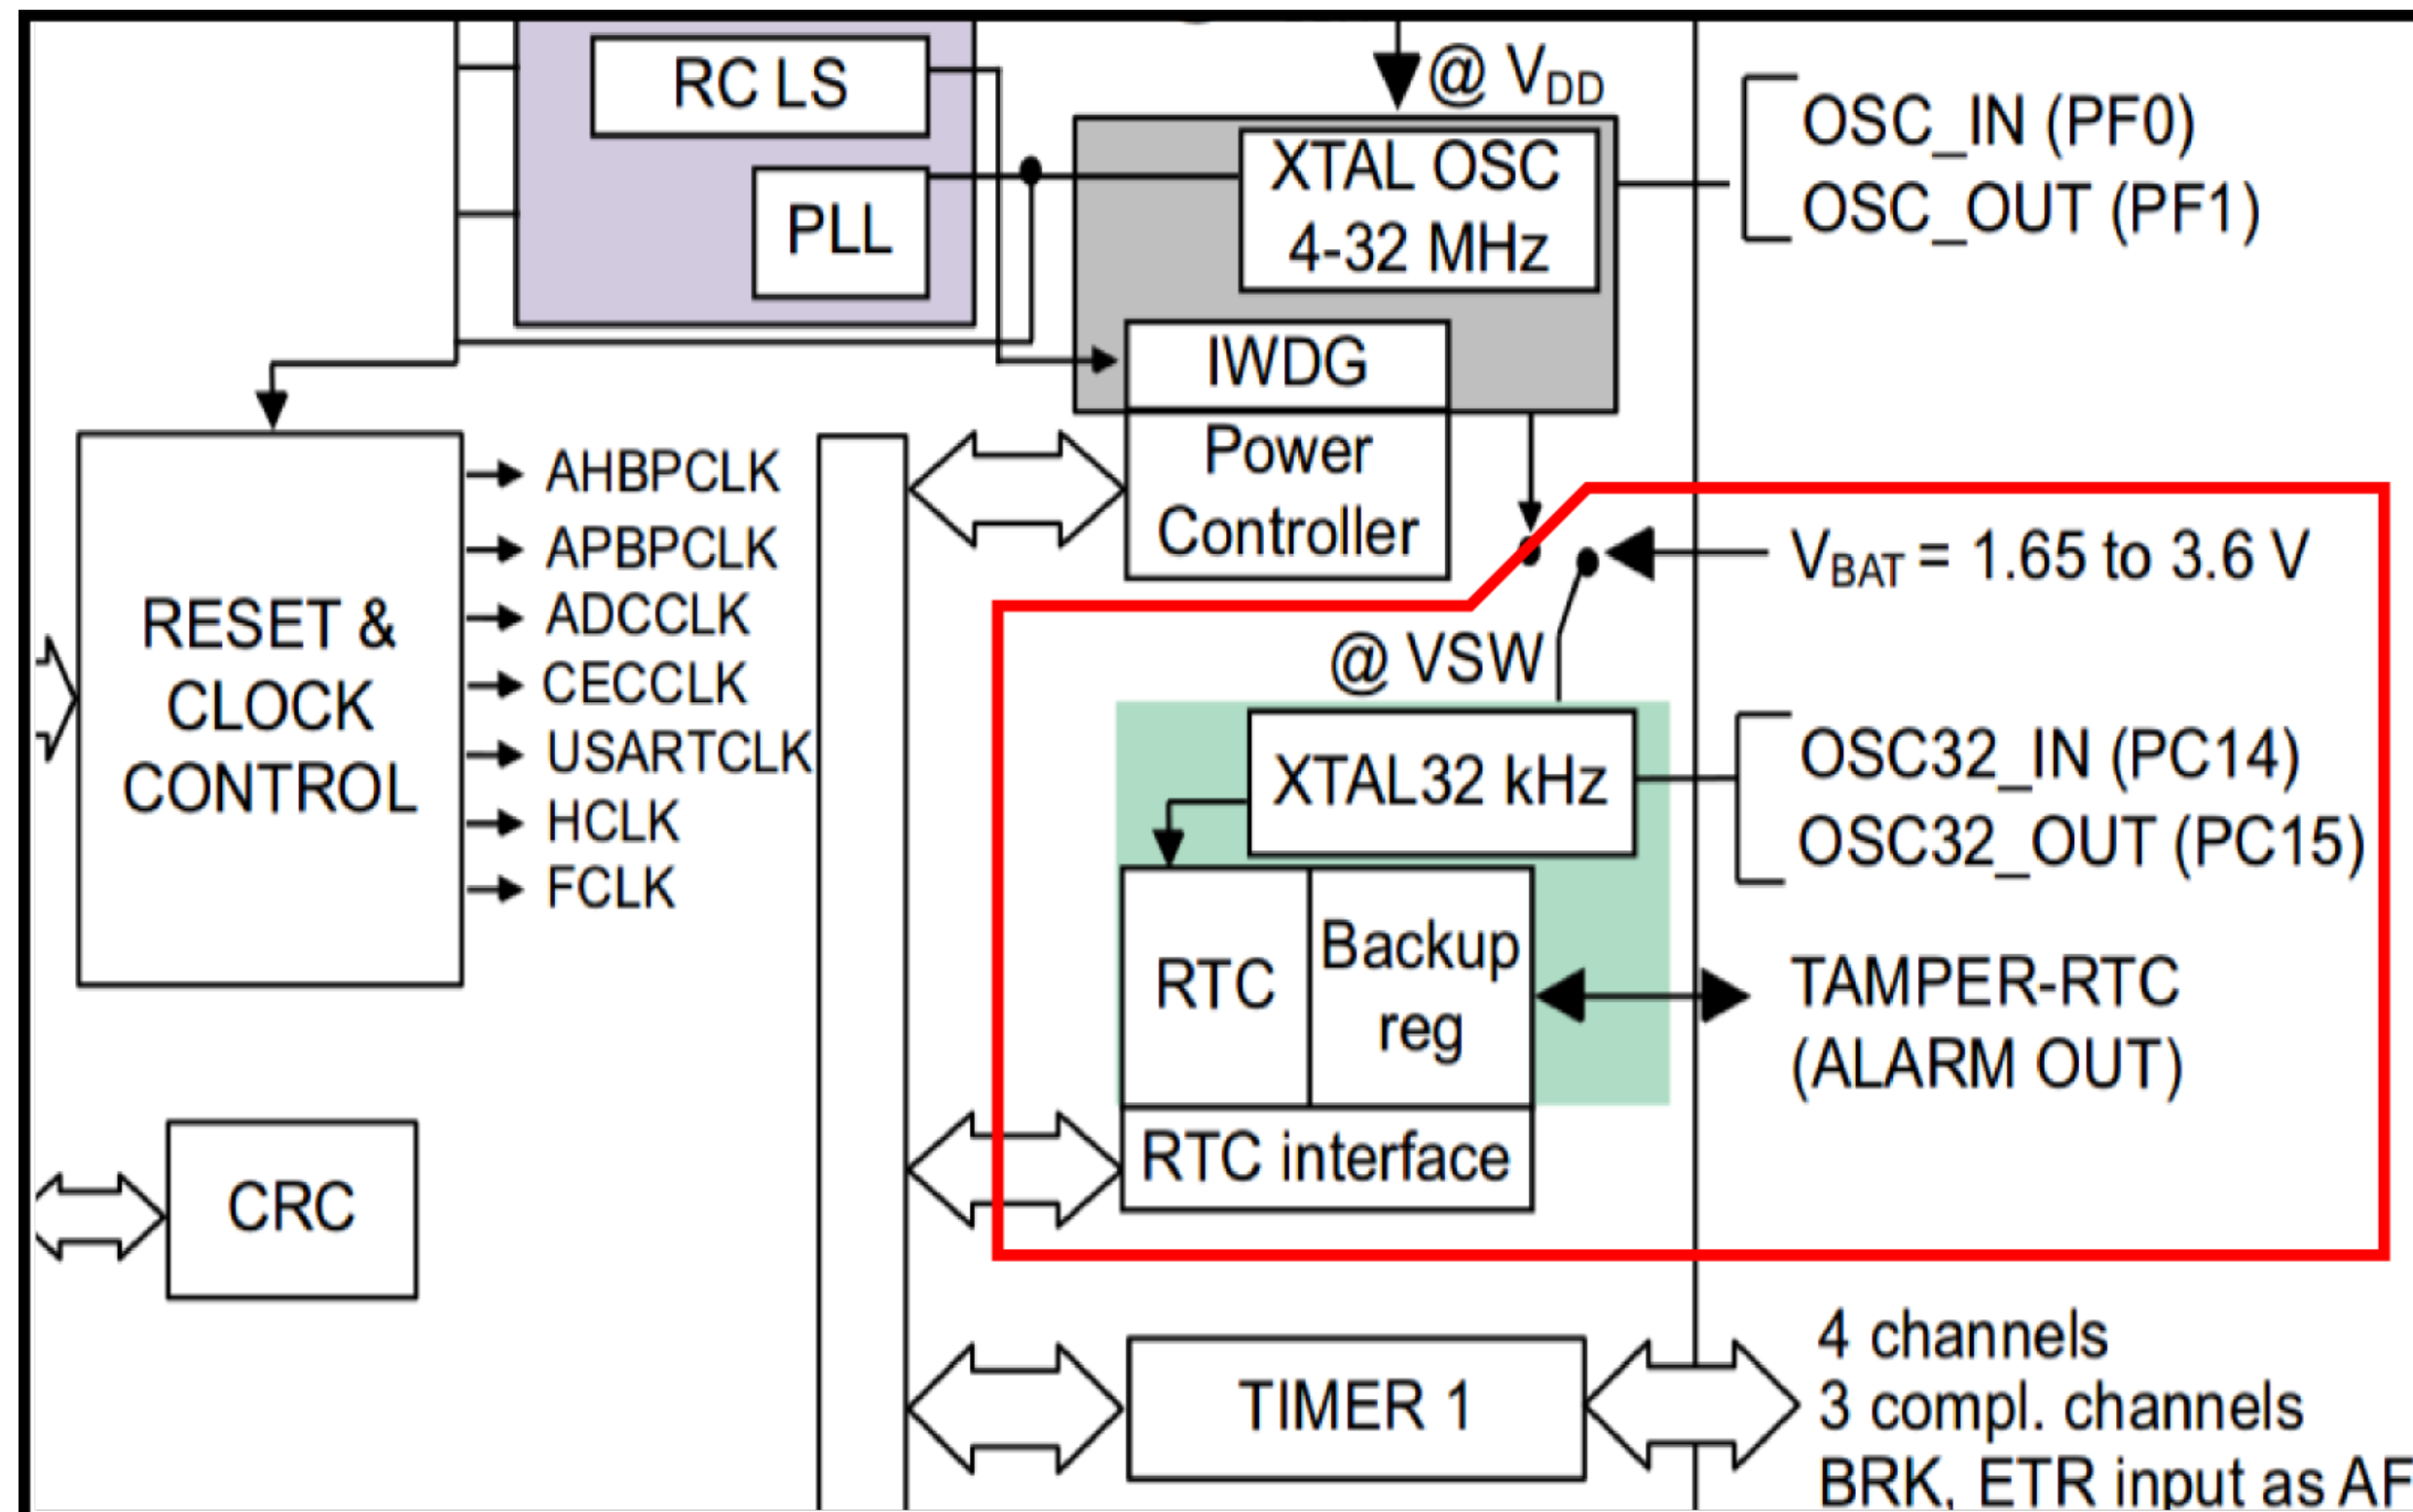 RC LS
@ VDD
PLL
XTAL OSC
4-32 MHz
OSC_IN (PF0)
OSC_OUT (PF1)
IWDG
Power
Controller
RESET &
CLOCK
CONTROL
AHBPCLK
APBPCLK
ADCCLK
CECCLK
USARTCLK
HCLK
FCLK
VBAT = 1.65 to 3.6 V
@ VSW
XTAL32 kHz
OSC32_IN (PC14)
OSC32_OUT (PC15)
RTC
Backup
reg
TAMPER-RTC
(ALARM OUT)
RTC interface
CRC
TIMER 1
4 channels
3 compl. channels
BRK, ETR input as AF